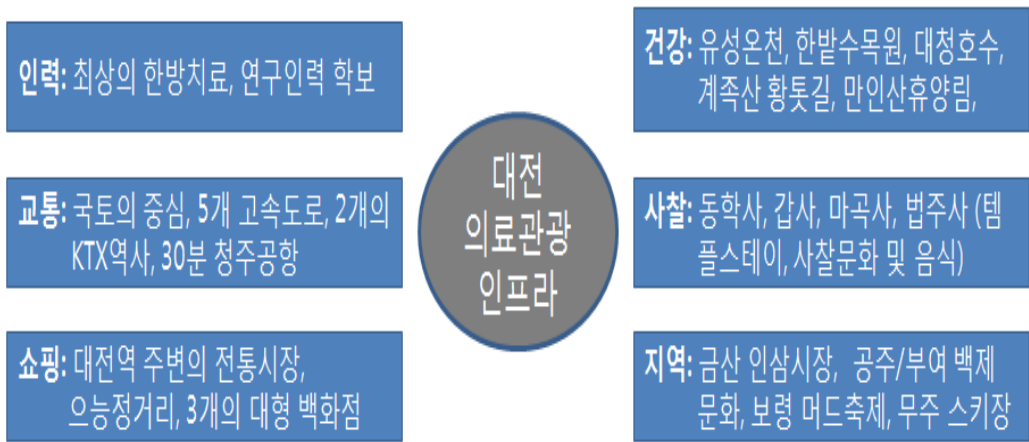 인력: 최상의 한방치료, 연구인력 학보
교통: 국토의 중심, 5개 고속도로, 2개의
KTX역사, 30분 청주공항
쇼핑: 대전역 주변의 전통시장,
으능정거리, 3개의 대형 백화점
대전
의료관광
인프라
건강: 유성온천, 한밭수목원, 대청호수,
계족산 황톳길, 만인산휴양림,
사찰: 동학사, 갑사, 마곡사, 법주사 (템
플스테이, 사찰문화 및 음식)
지역: 금산 인삼시장, 공주/부여 백제
문화, 보령 머드축제, 무주 스키장